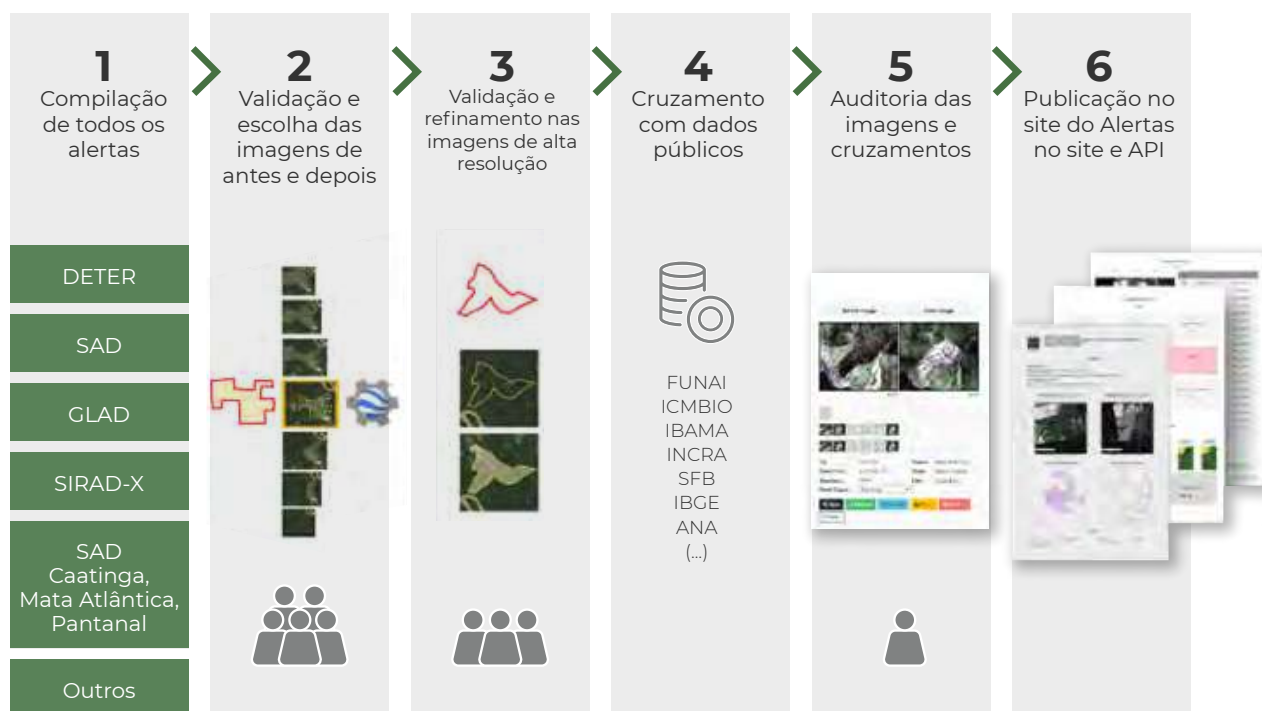 1
Compilação
de todos os
alertas
DETER
SAD
GLAD
SIRAD-X
SAD
Caatinga,
Mata Atlântica,
Pantanal
Outros
2
Validação e
escolha das
imagens de
antes e depois
3
Validação e
refinamento nas
imagens de alta
resolução
4
Cruzamento
com dados
públicos
FUNAI
ICMBIO
IBAMA
INCRA
SFB
IBGE
ANA
(...)
5
Auditoria das
imagens e
cruzamentos
6
Publicação no
site do Alertas
no site e API